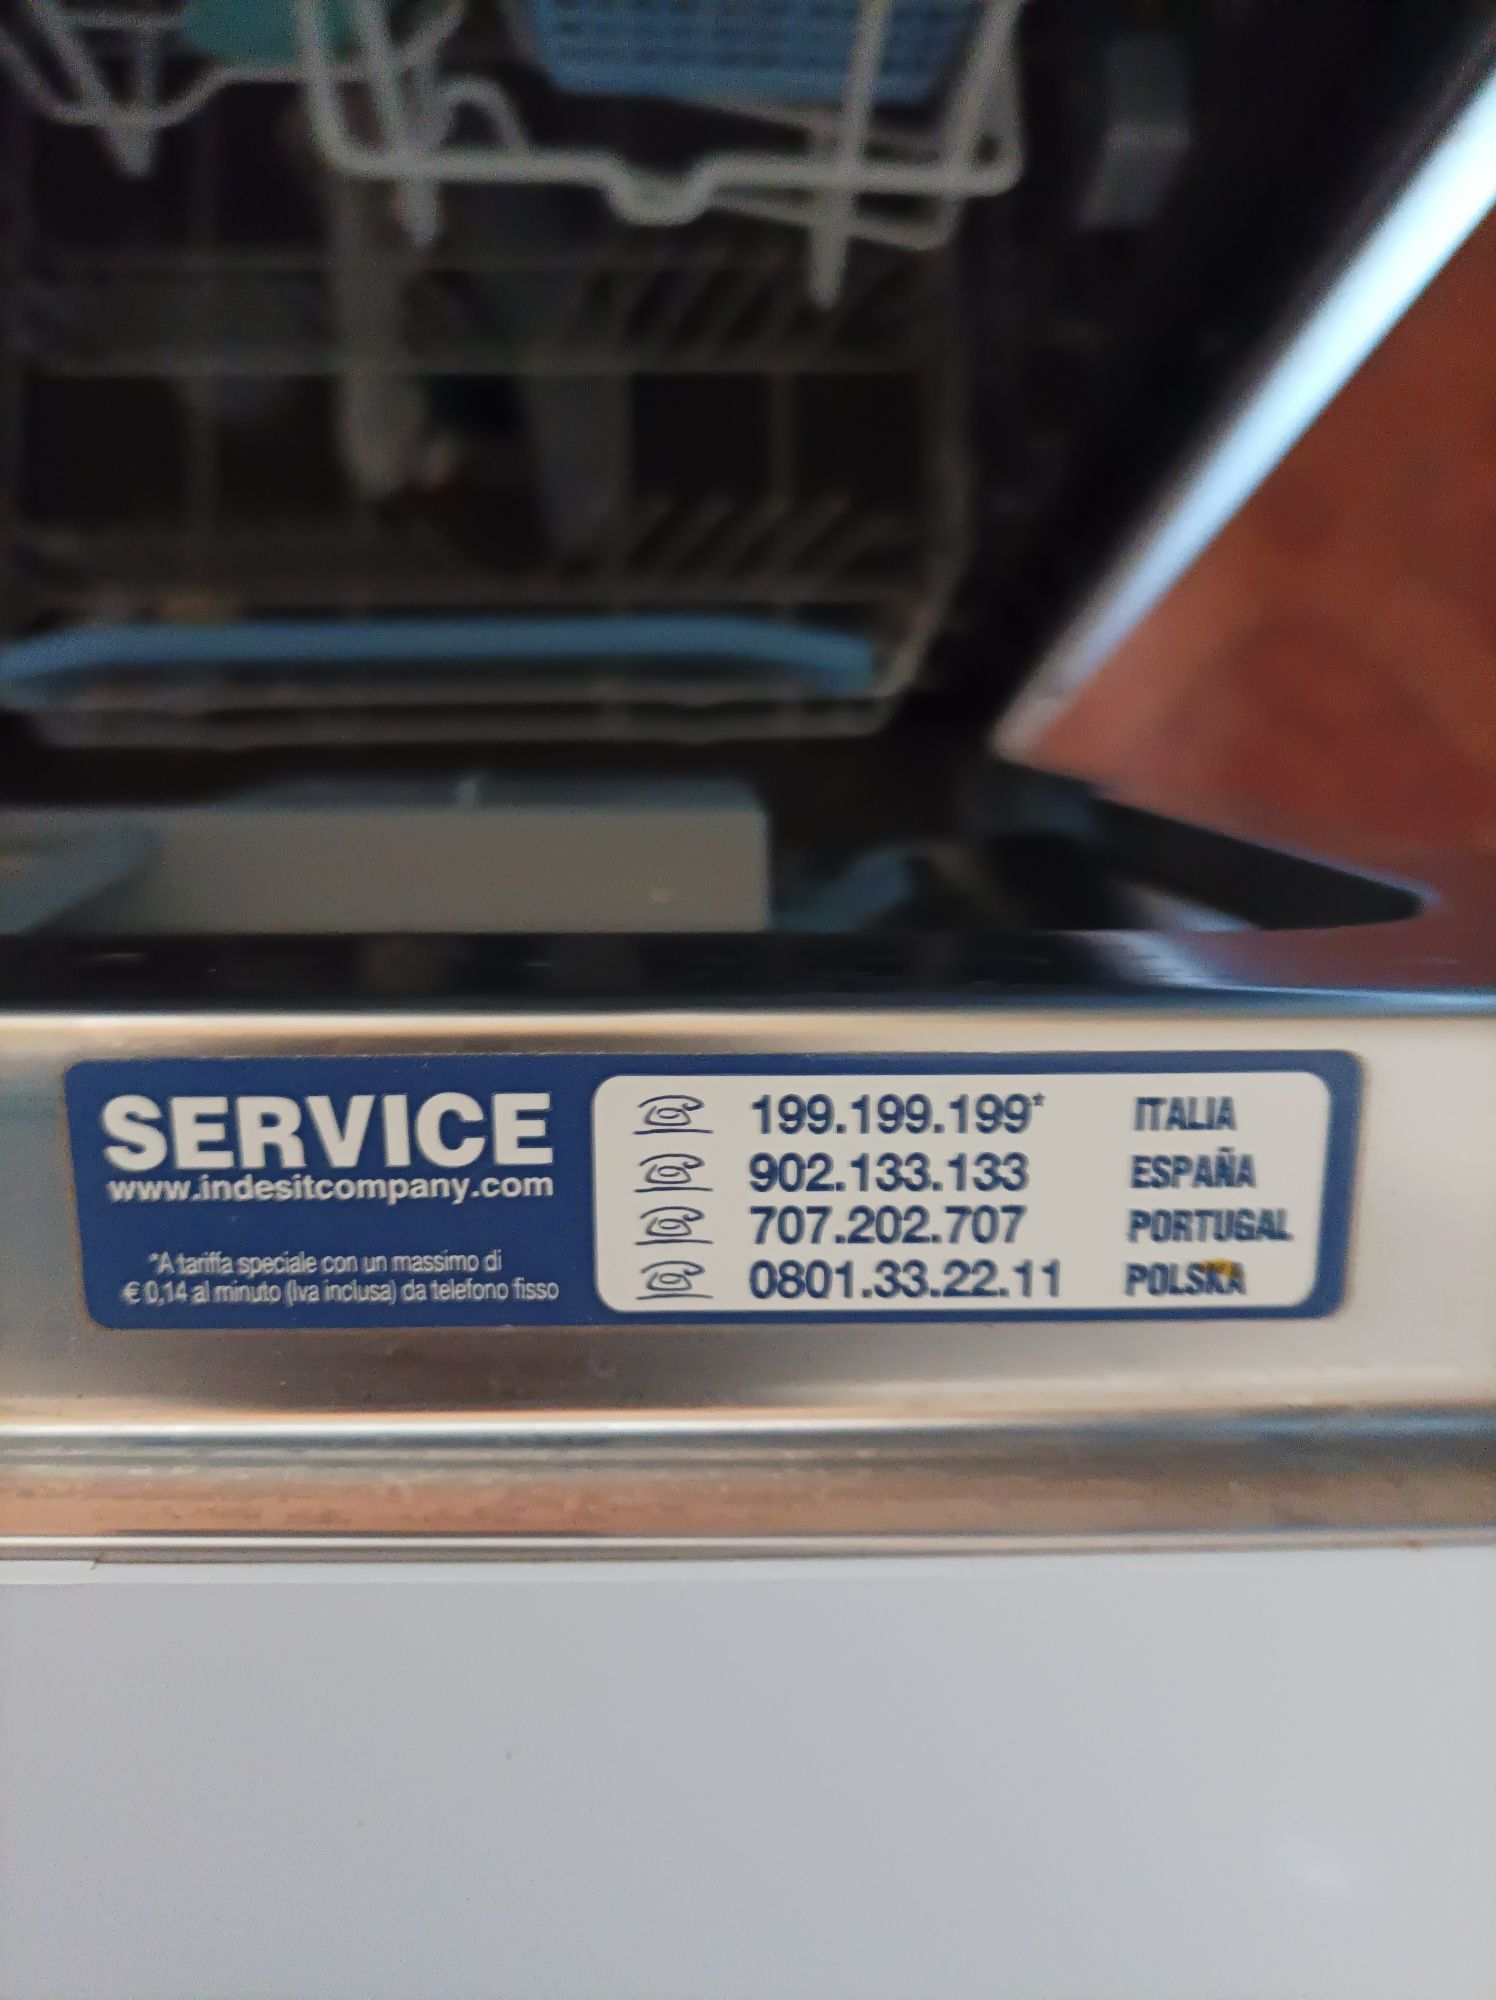 SERVICE
www.indesitcompany.com
*A tariffa speciale con un massimo di
€ 0,14 al minuto (Iva inclusa) da telefono fisso
199.199.199* ITALIA
902.133.133 ESPAÑA
707.202.707 PORTUGAL
0801.33.22.11 POLSKA